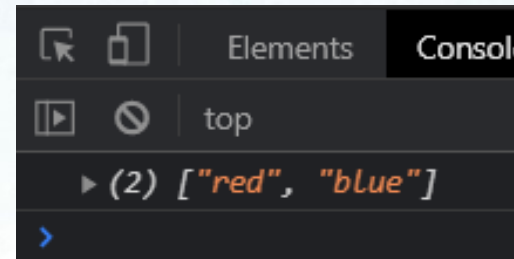 Elements Consol
top
(2) ["red", "blue"]